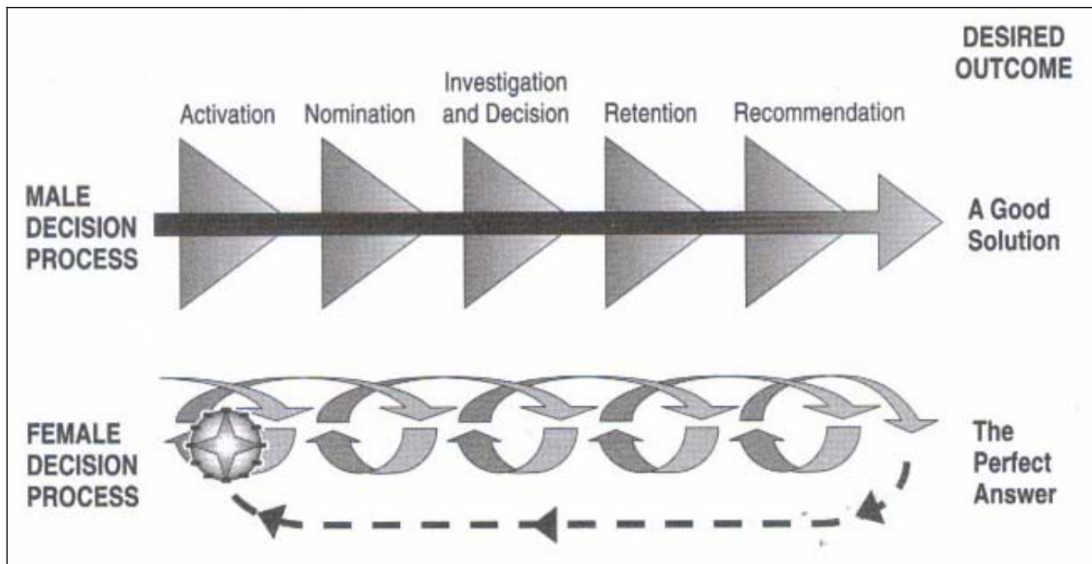 DESIRED
OUTCOME
Activation
Nomination
Investigation
and Decision
Retention
Recommendation
MALE
DECISION
PROCESS
A Good
Solution
FEMALE
DECISION
PROCESS
The
Perfect
Answer